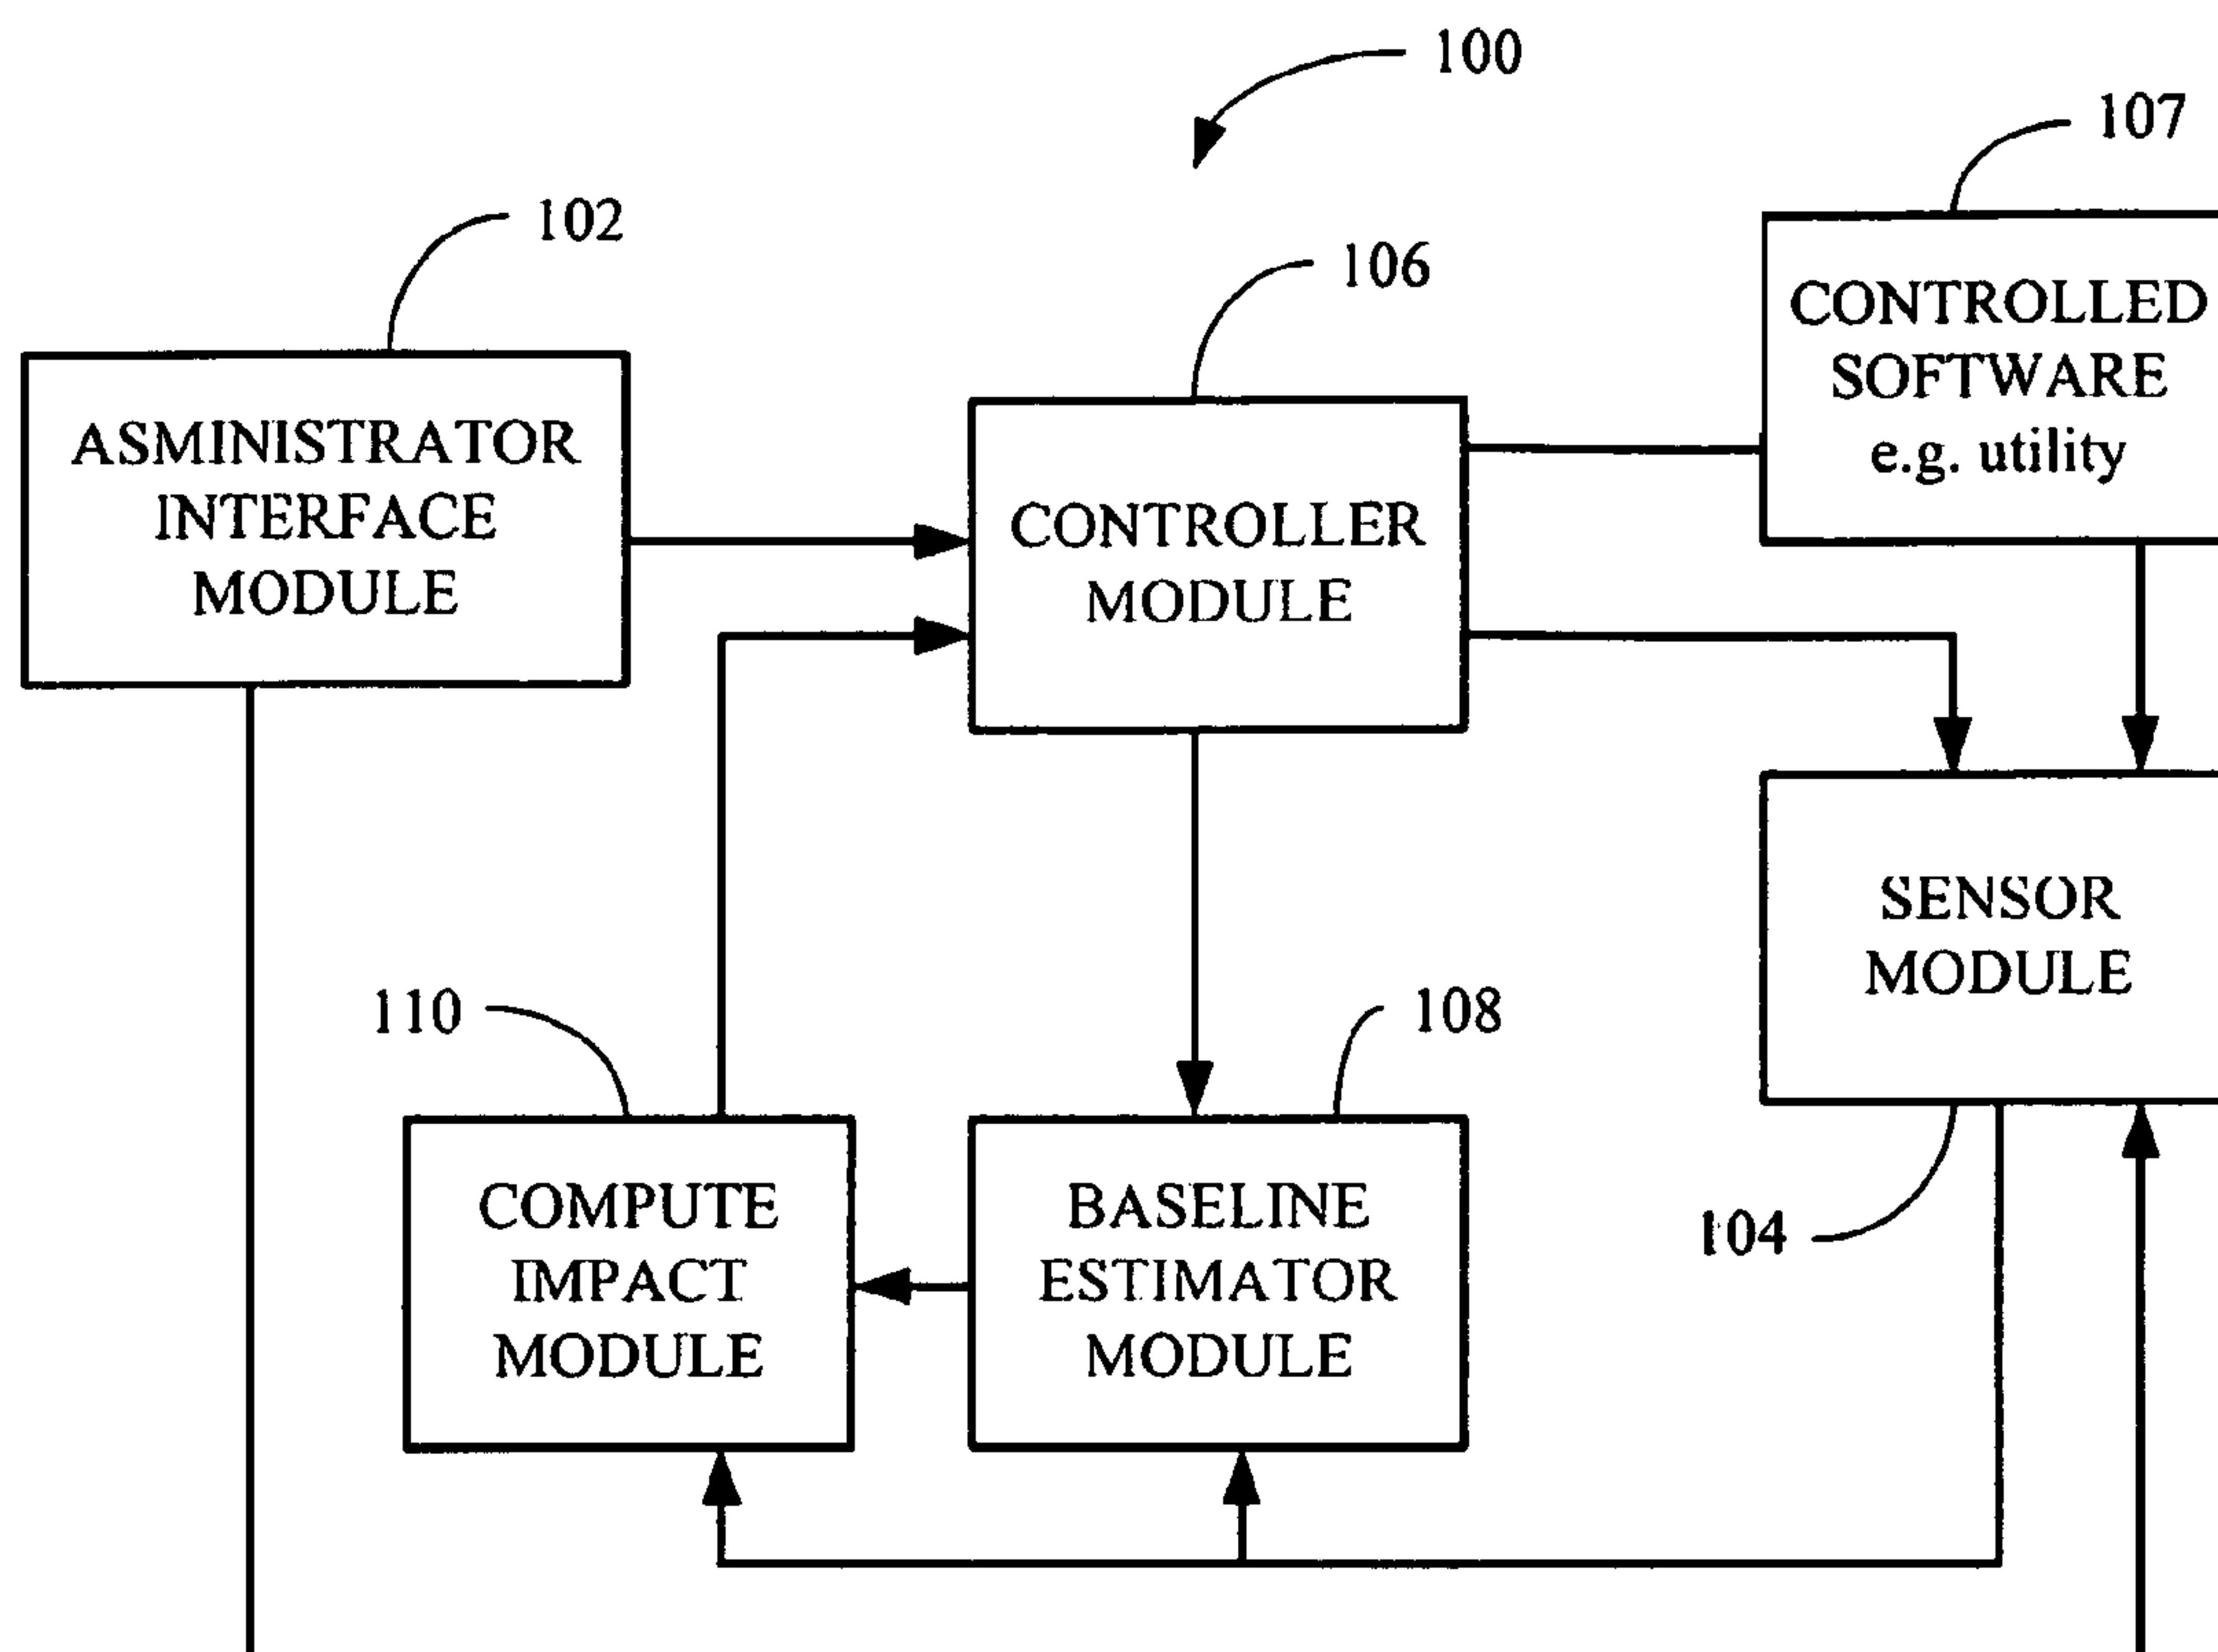 100
107
102
106
CONTROLLED
SOFTWARE
e.g. utility
ASMINISTRATOR
INTERFACE
MODULE
CONTROLLER
MODULE
SENSOR
MODULE
110
108
104
COMPUTE
IMPACT
MODULE
BASELINE
ESTIMATOR
MODULE